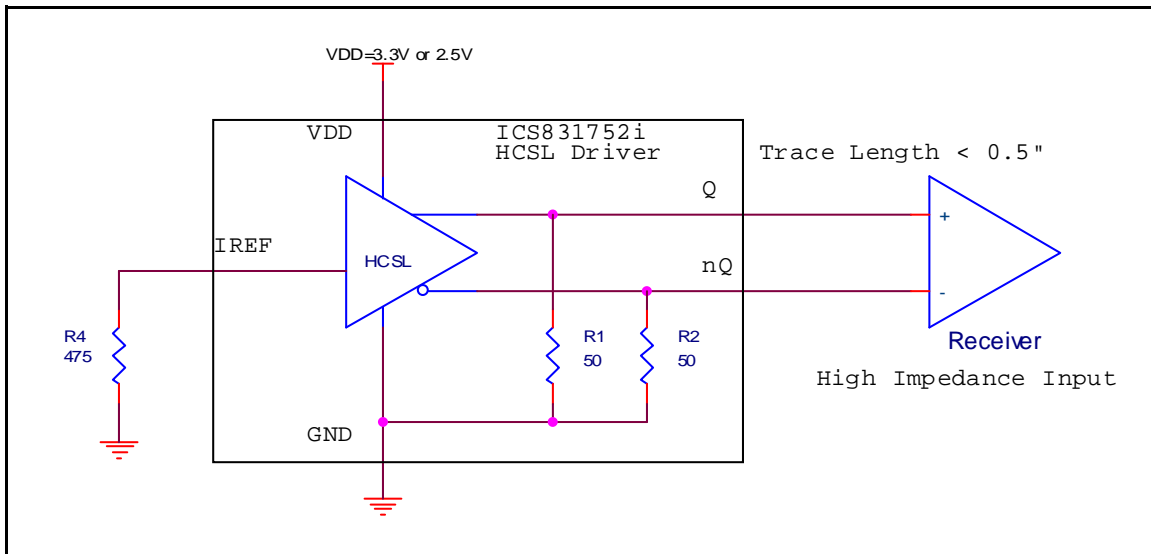 VDD=3.3V or 2.5V
VDD
ICS831752i
HCSL Driver
Trace Length < 0.5"
Q
IREF
HCSL
+
nQ
-
R4
475
R1
50
R2
50
Receiver
High Impedance Input
GND